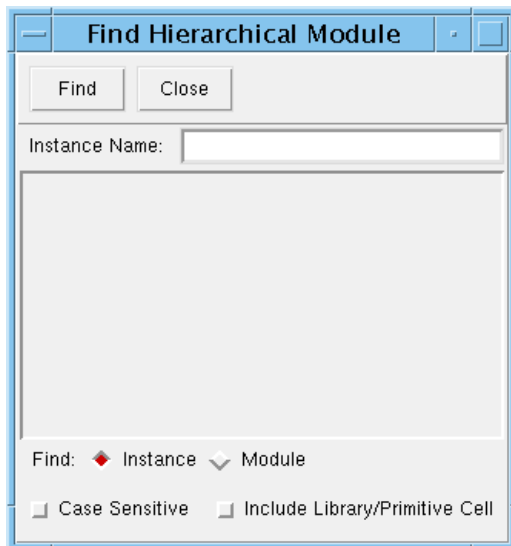 Find Hierarchical Module
Find Close
Instance Name:
Find: Instance Module
Case Sensitive Include Library/Primitive Cell